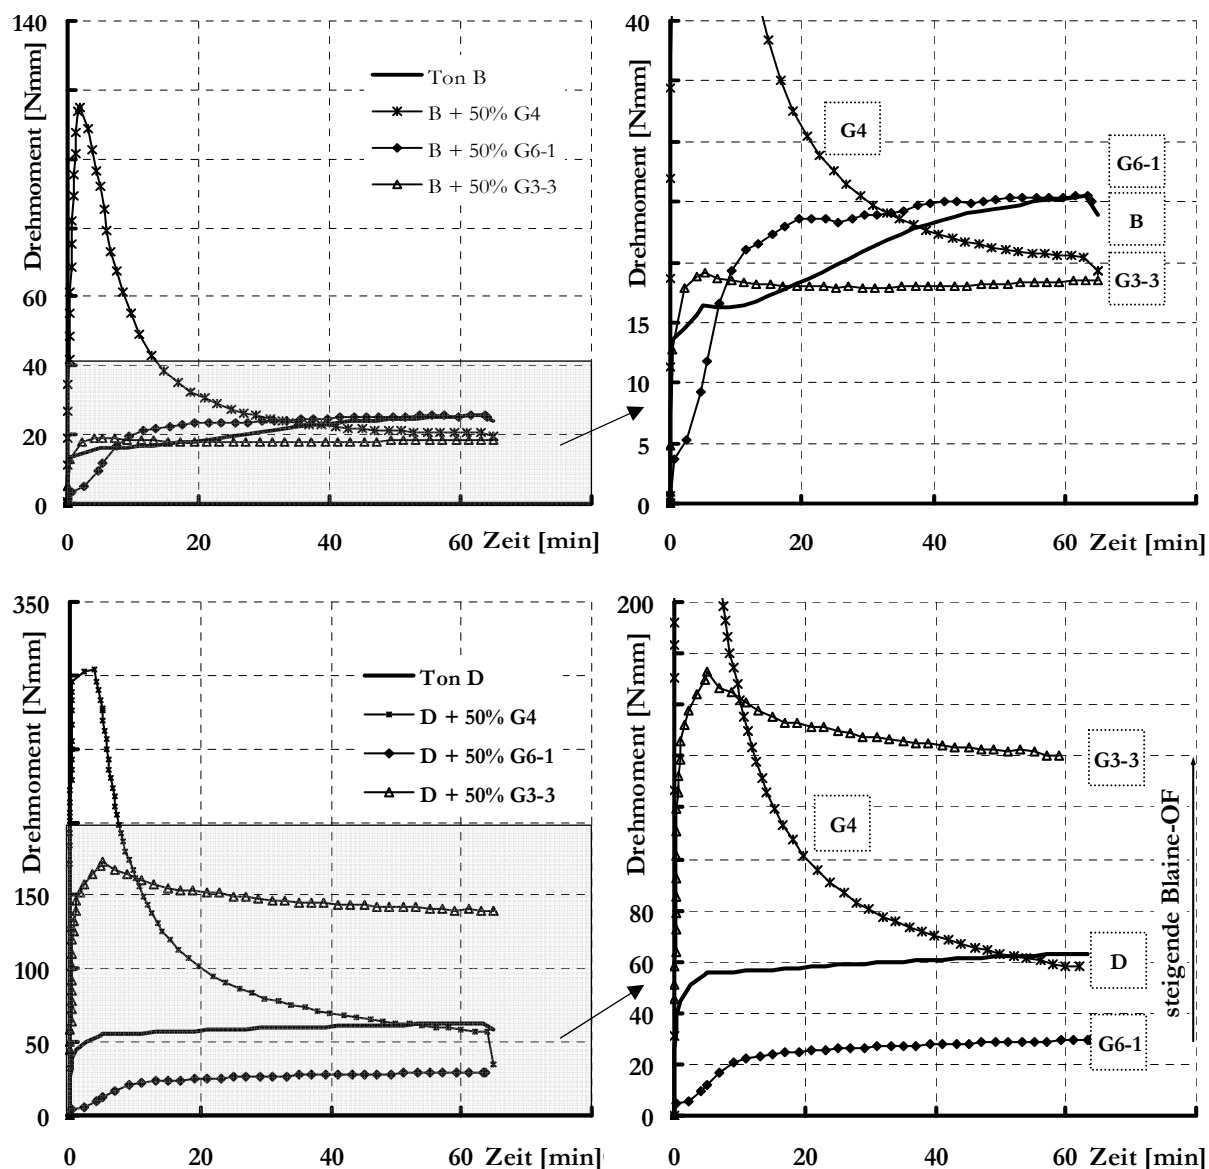 140
60
40
20
0
Drehmoment [Nmm]
Ton B
B + 50% G4
B + 50% G6-1
B + 50% G3-3
0
20
40
60
Zeit [min]
40
15
10
5
0
Drehmoment [Nmm]
G4
G6-1
B
G3-3
0
20
40
60
Zeit [min]
350
150
100
50
0
Drehmoment [Nmm]
Ton D
D + 50% G4
D + 50% G6-1
D + 50% G3-3
0
20
40
60
Zeit [min]
200
80
60
40
20
0
Drehmoment [Nmm]
G4
G3-3
D
G6-1
steigende Blaine-OF
0
20
40
60
Zeit [min]